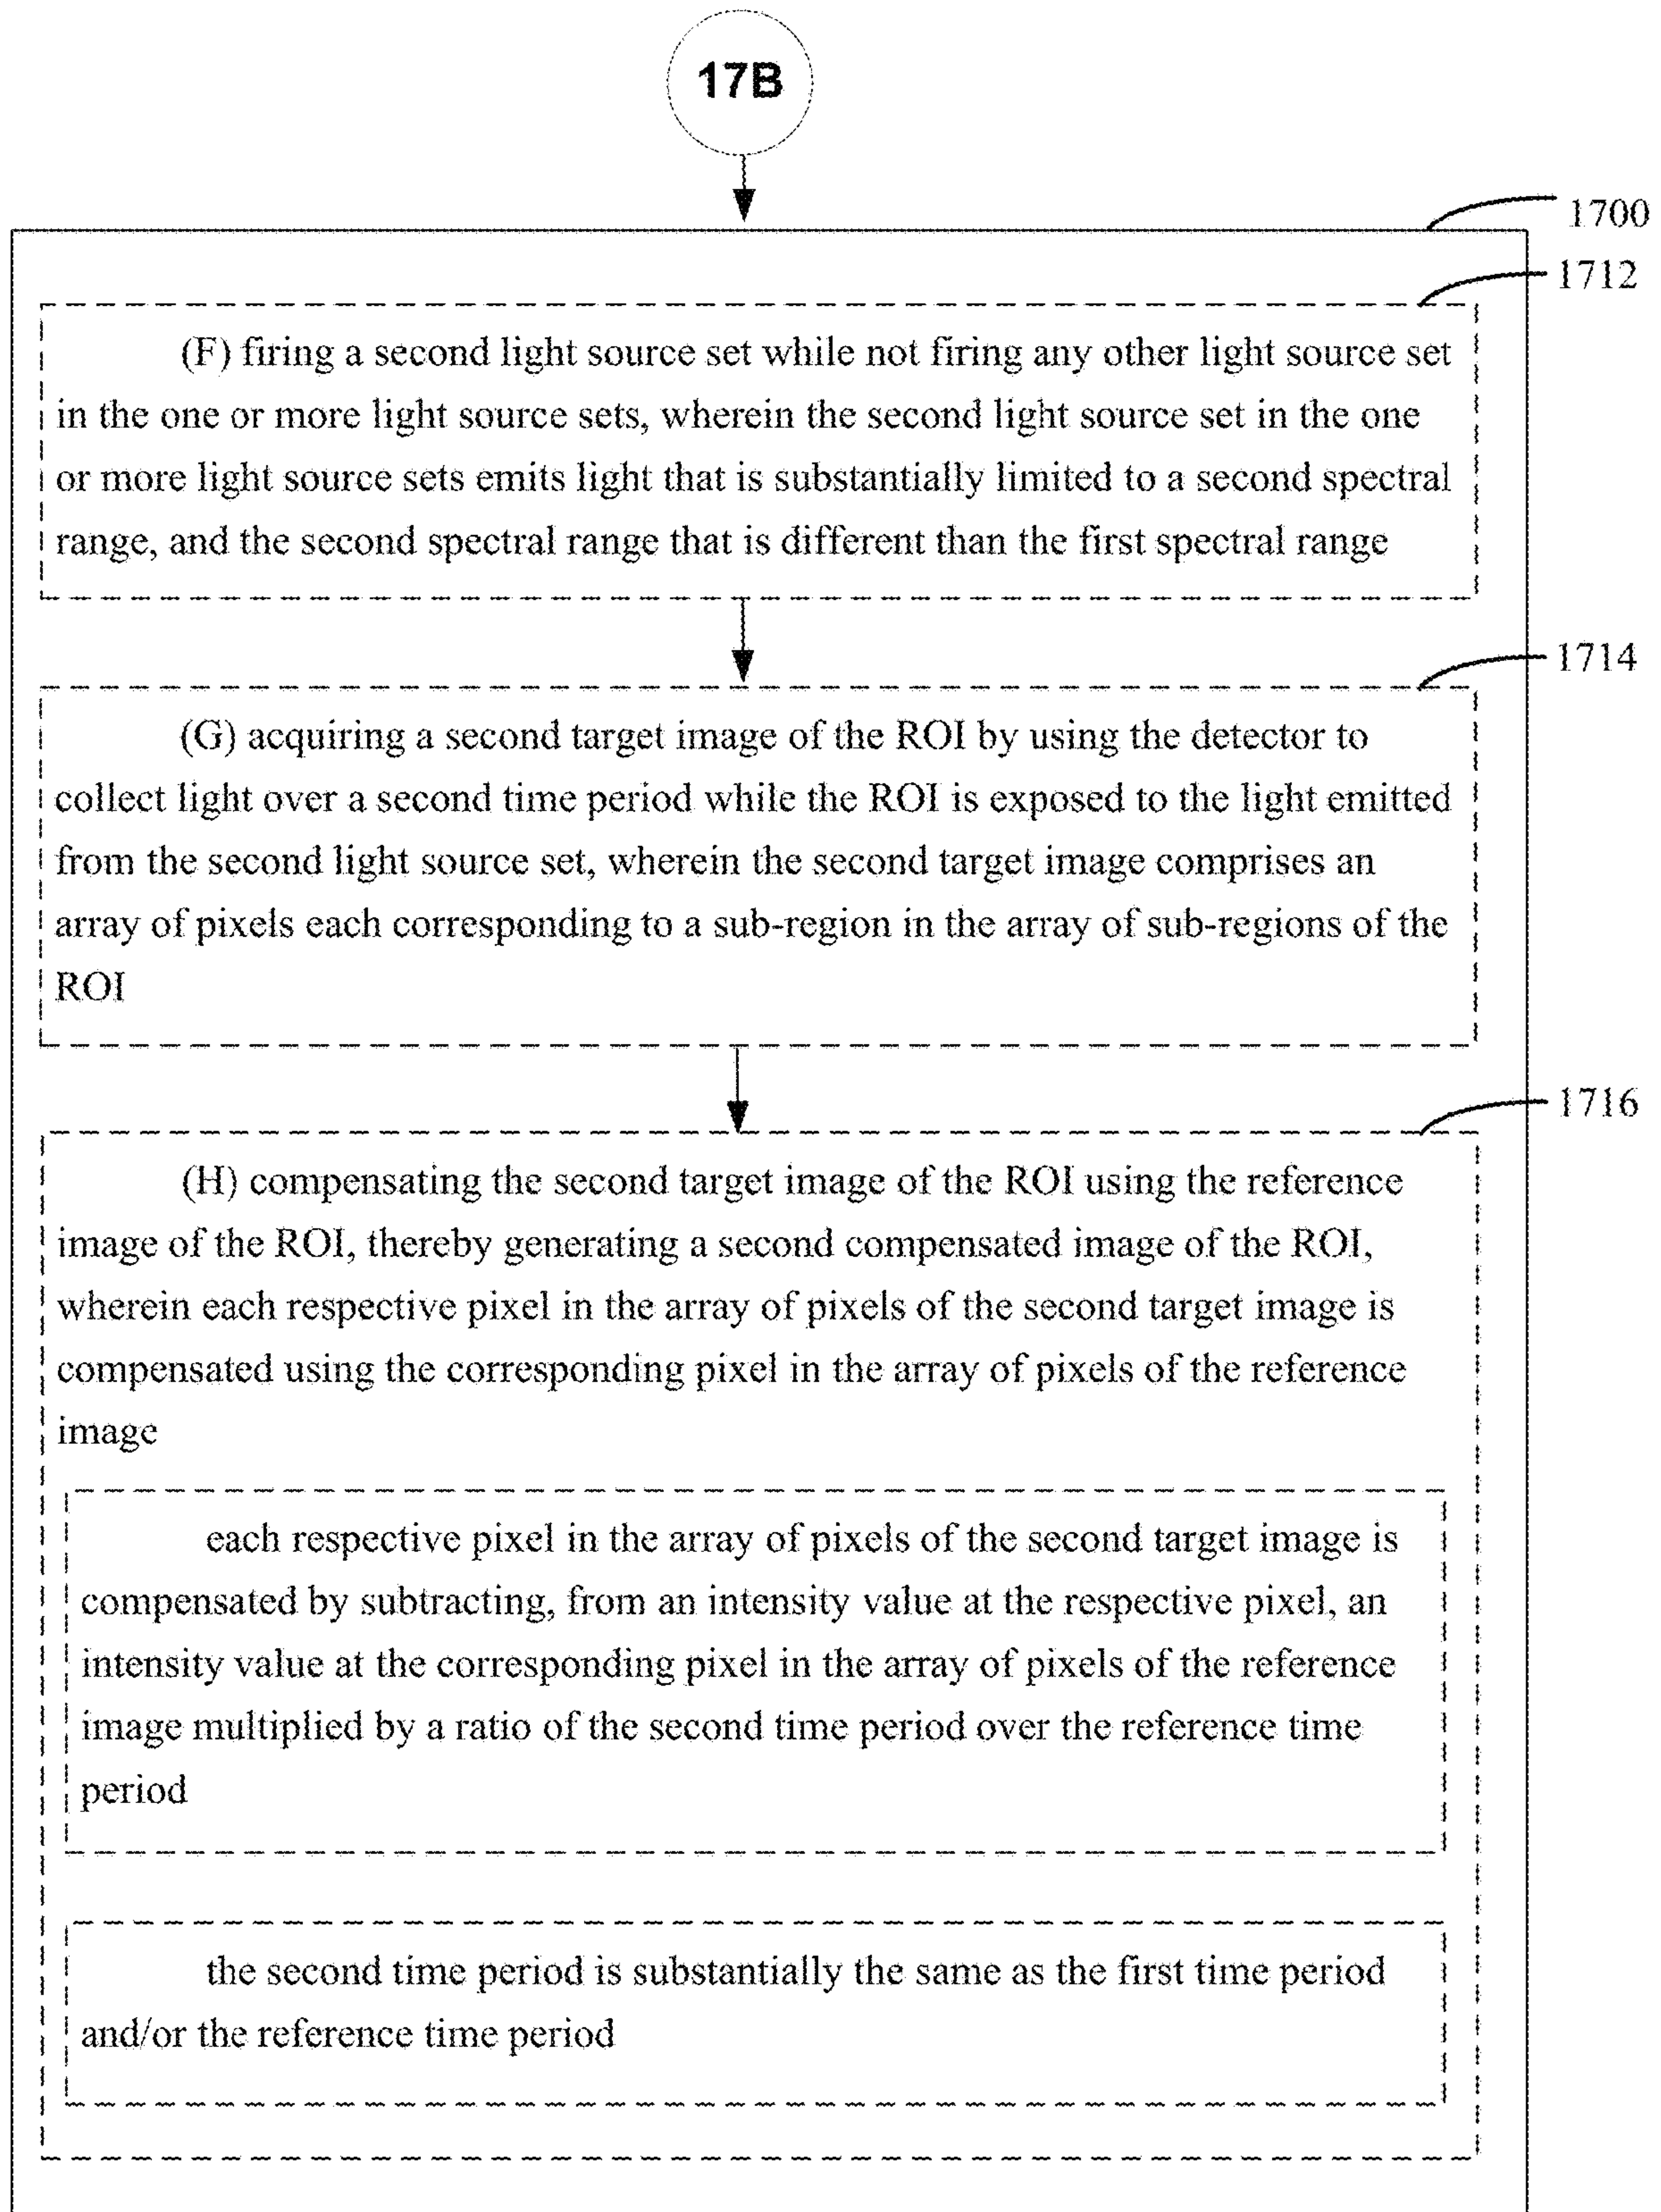 17B
1700
1712
(F) firing a second light source set while not firing any other light source set
in the one or more light source sets, wherein the second light source set in the one
or more light source sets emits light that is substantially limited to a second spectral
range, and the second spectral range that is different than the first spectral range
1714
(G) acquiring a second target image of the ROI by using the detector to
collect light over a second time period while the ROI is exposed to the light emitted
from the second light source set, wherein the second target image comprises an
array of pixels each corresponding to a sub-region in the array of sub-regions of the
ROI
1716
(H) compensating the second target image of the ROI using the reference
image of the ROI, thereby generating a second compensated image of the ROI,
wherein each respective pixel in the array of pixels of the second target image is
compensated using the corresponding pixel in the array of pixels of the reference
image
each respective pixel in the array of pixels of the second target image is
compensated by subtracting, from an intensity value at the respective pixel, an
intensity value at the corresponding pixel in the array of pixels of the reference
image multiplied by a ratio of the second time period over the reference time
period
the second time period is substantially the same as the first time period
and/or the reference time period